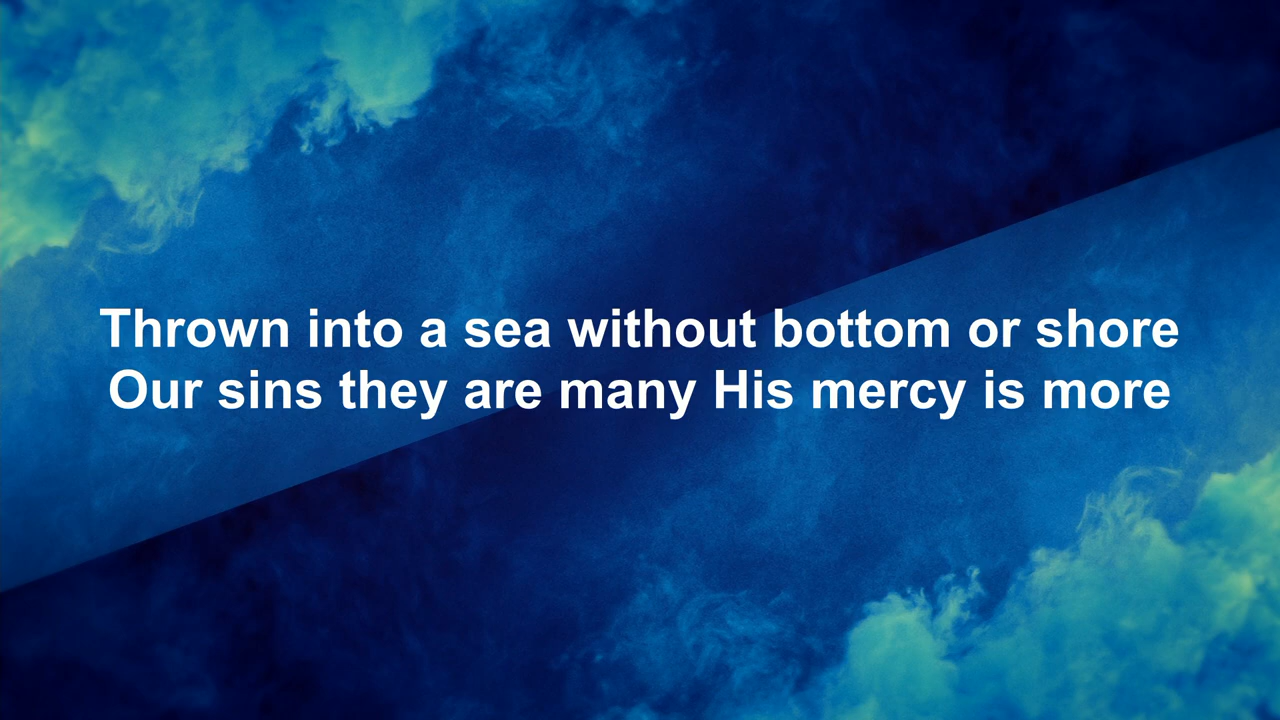 Thrown into a sea without bottom or shore
Our sins they are many His mercy is more